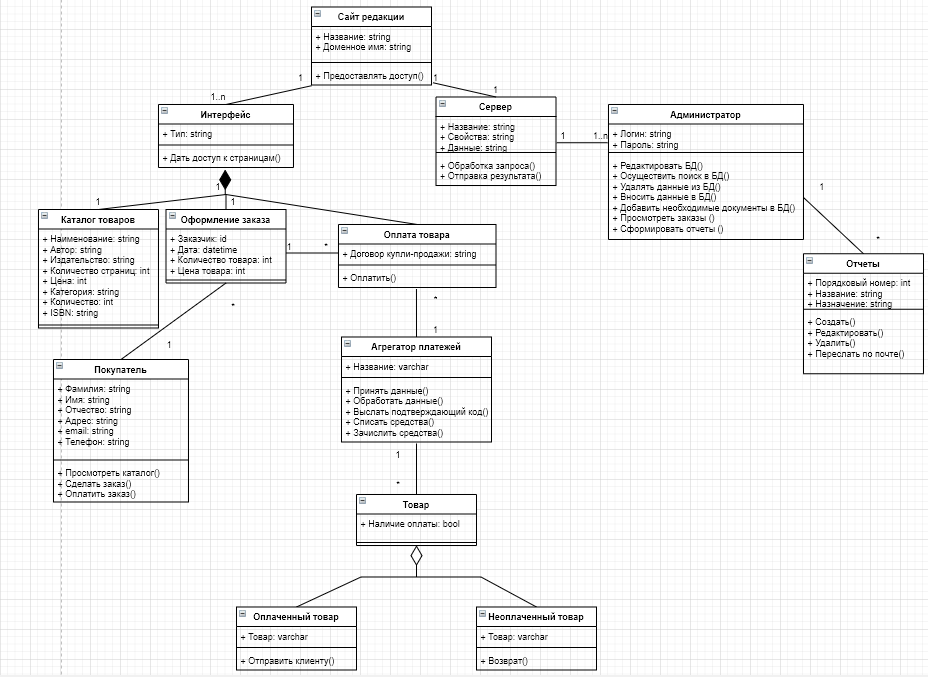 Сайт редакции
+ Название: string
+ Доменное имя: string
+ Предоставлять доступ()
1
1
1..n
1
Интерфейс
+ Тип: string
+ Дать доступ к страницам()
Сервер
+ Название: string
+ Свойства: string
+ Данные: string
+ Обработка запроса()
+ Отправка результата()
1
1..n
Администратор
+ Логин: string
+ Пароль: string
+ Редактировать БД()
+ Осуществить поиск в БД()
+ Удалять данные из БД()
+ Вносить данные в БД()
+ Добавить необходимые документы в БД()
+ Просмотреть заказы ()
+ Сформировать отчеты ()
1
*
1
1
1
Каталог товаров
+ Наименование: string
+ Автор: string
+ Издательство: string
+ Количество страниц: int
+ Цена: int
+ Категория: string
+ Количество: int
+ ISBN: string
Оформление заказа
+ Заказчик: id
+ Дата: datetime
+ Количество товара: int
+ Цена товара: int
1
*
Оплата товара
+ Договор купли-продажи: string
+ Оплатить()
Отчеты
+ Порядковый номер: int
+ Название: string
+ Назначение: string
+ Создать()
+ Редактировать()
+ Удалить()
+ Переслать по почте()
*
1
*
1
Покупатель
+ Фамилия: string
+ Имя: string
+ Отчество: string
+ Адрес: string
+ email: string
+ Телефон: string
+ Просмотреть каталог()
+ Сделать заказ()
+ Оплатить заказ()
Агрегатор платежей
+ Название: varchar
+ Принять данные()
+ Обработать данные()
+ Выслать подтверждающий код()
+ Списать средства()
+ Зачислить средства()
1
*
Товар
+ Наличие оплаты: bool
Оплаченный товар
+ Товар: varchar
+ Отправить клиенту()
Неоплаченный товар
+ Товар: varchar
+ Возврат()